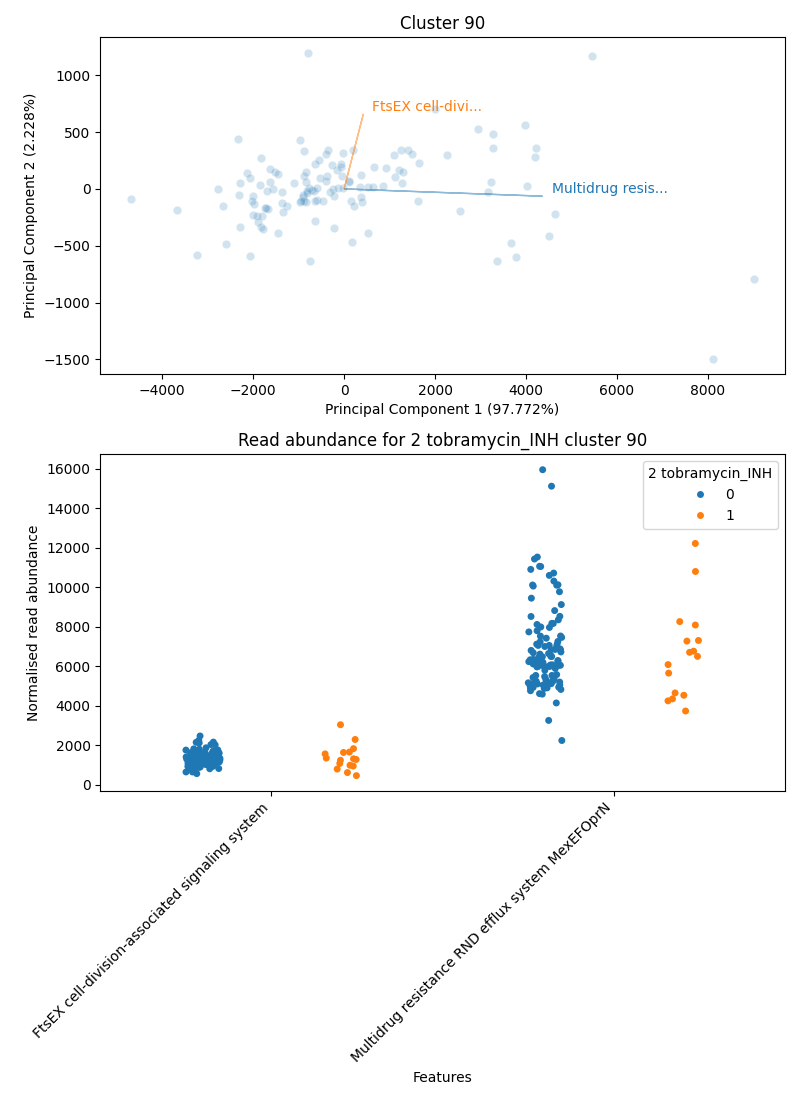 Cluster 90
Principal Component 2 (2.228%)
1000
500
0
−500
−1000
−1500
FtsEX cell-divi...
Multidrug resis...
−4000
−2000
0
2000
4000
6000
8000
Principal Component 1 (97.772%)
Read abundance for 2 tobramycin_INH cluster 90
Normalised read abundance
16000
14000
12000
10000
8000
6000
4000
2000
0
2 tobramycin_INH
0
1
FtsEX cell-division-associated signaling system
Multidrug resistance RND efflux system MexEFOprN
Features